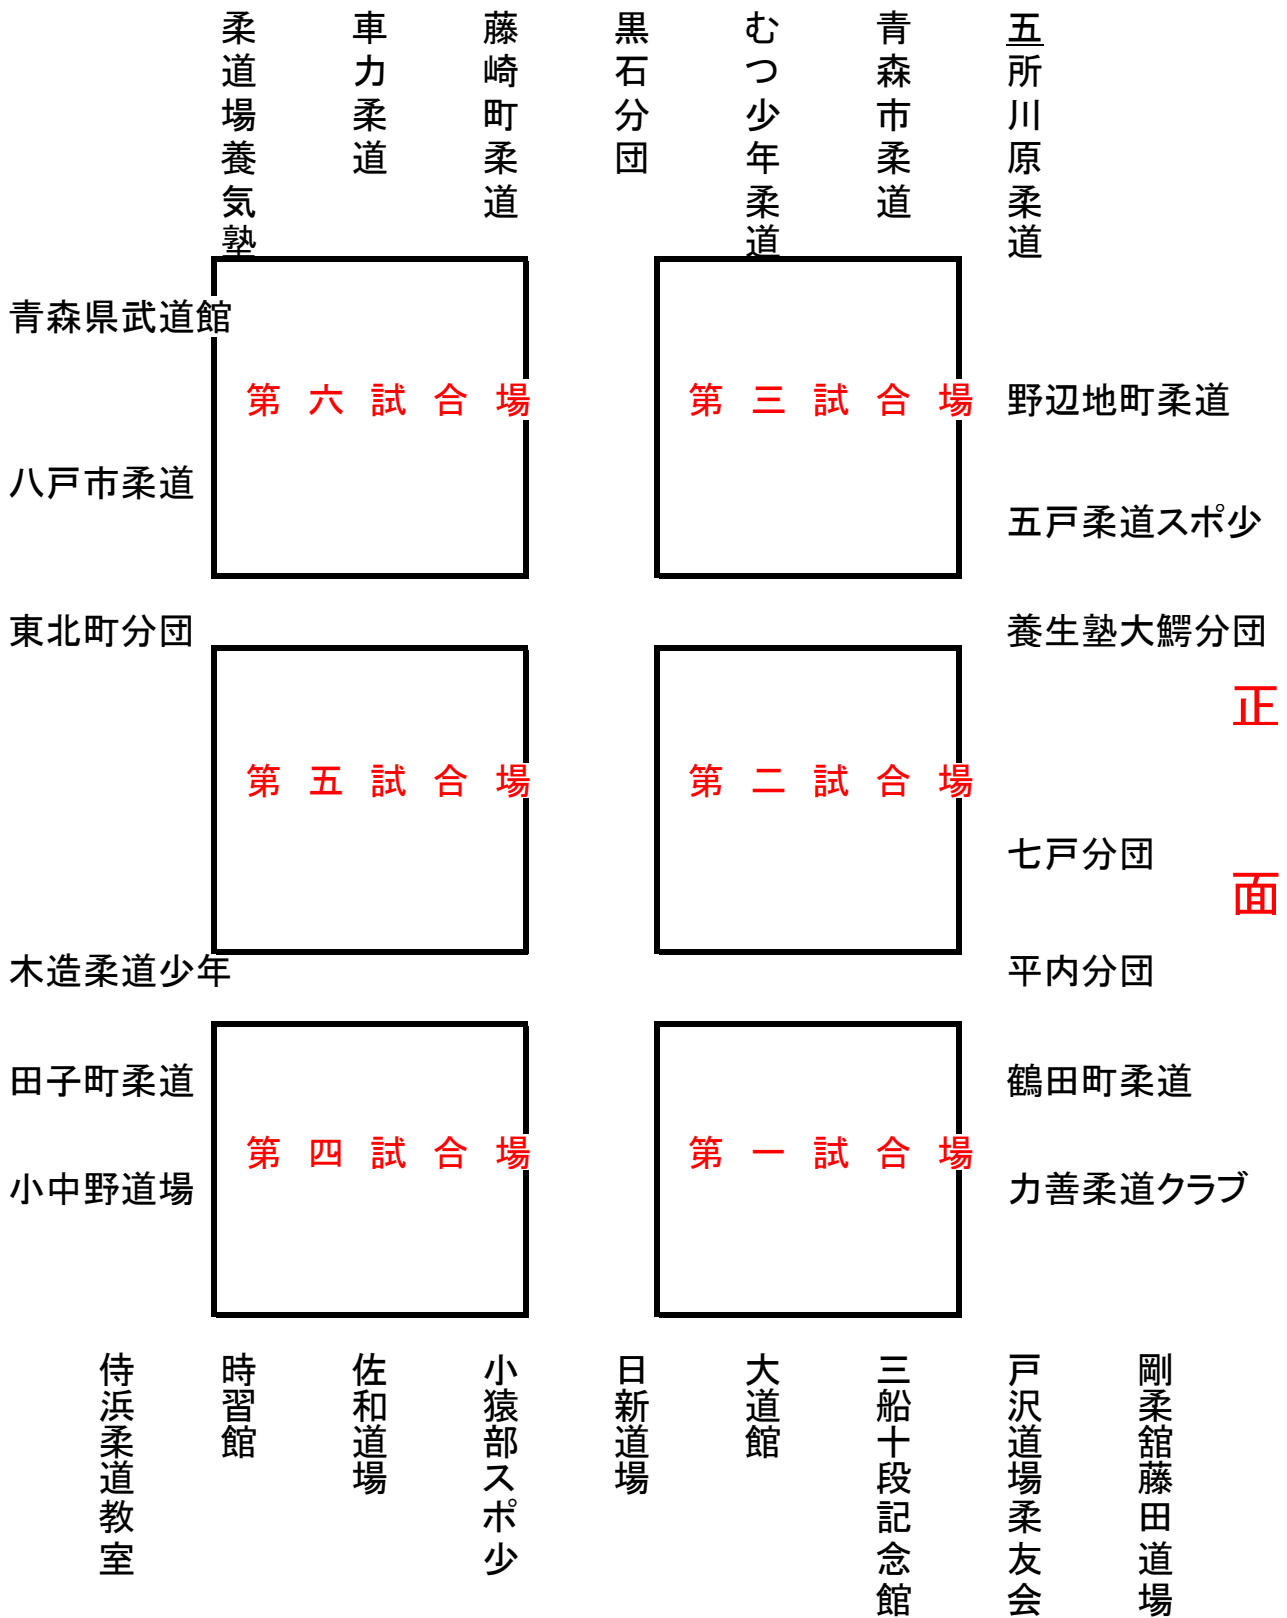 柔道場養気塾
車力柔道
藤崎町柔道
黒石分団
むつ少年柔道
青森市柔道
五所川原柔道
青森県武道館
第六試合場
第三試合場
野辺地町柔道
八戸市柔道
五戸柔道スポ少
東北町分団
養生塾大鰐分団
正面
第五試合場
第二試合場
七戸分団
木造柔道少年
平内分団
田子町柔道
鶴田町柔道
第四試合場
第一試合場
小中野道場
力善柔道クラブ
侍浜柔道教室
時習館
佐和道場
小猿部スポ少
日新道場
大道館
三船十段記念館
戸沢道場柔友会
剛柔舘藤田道場